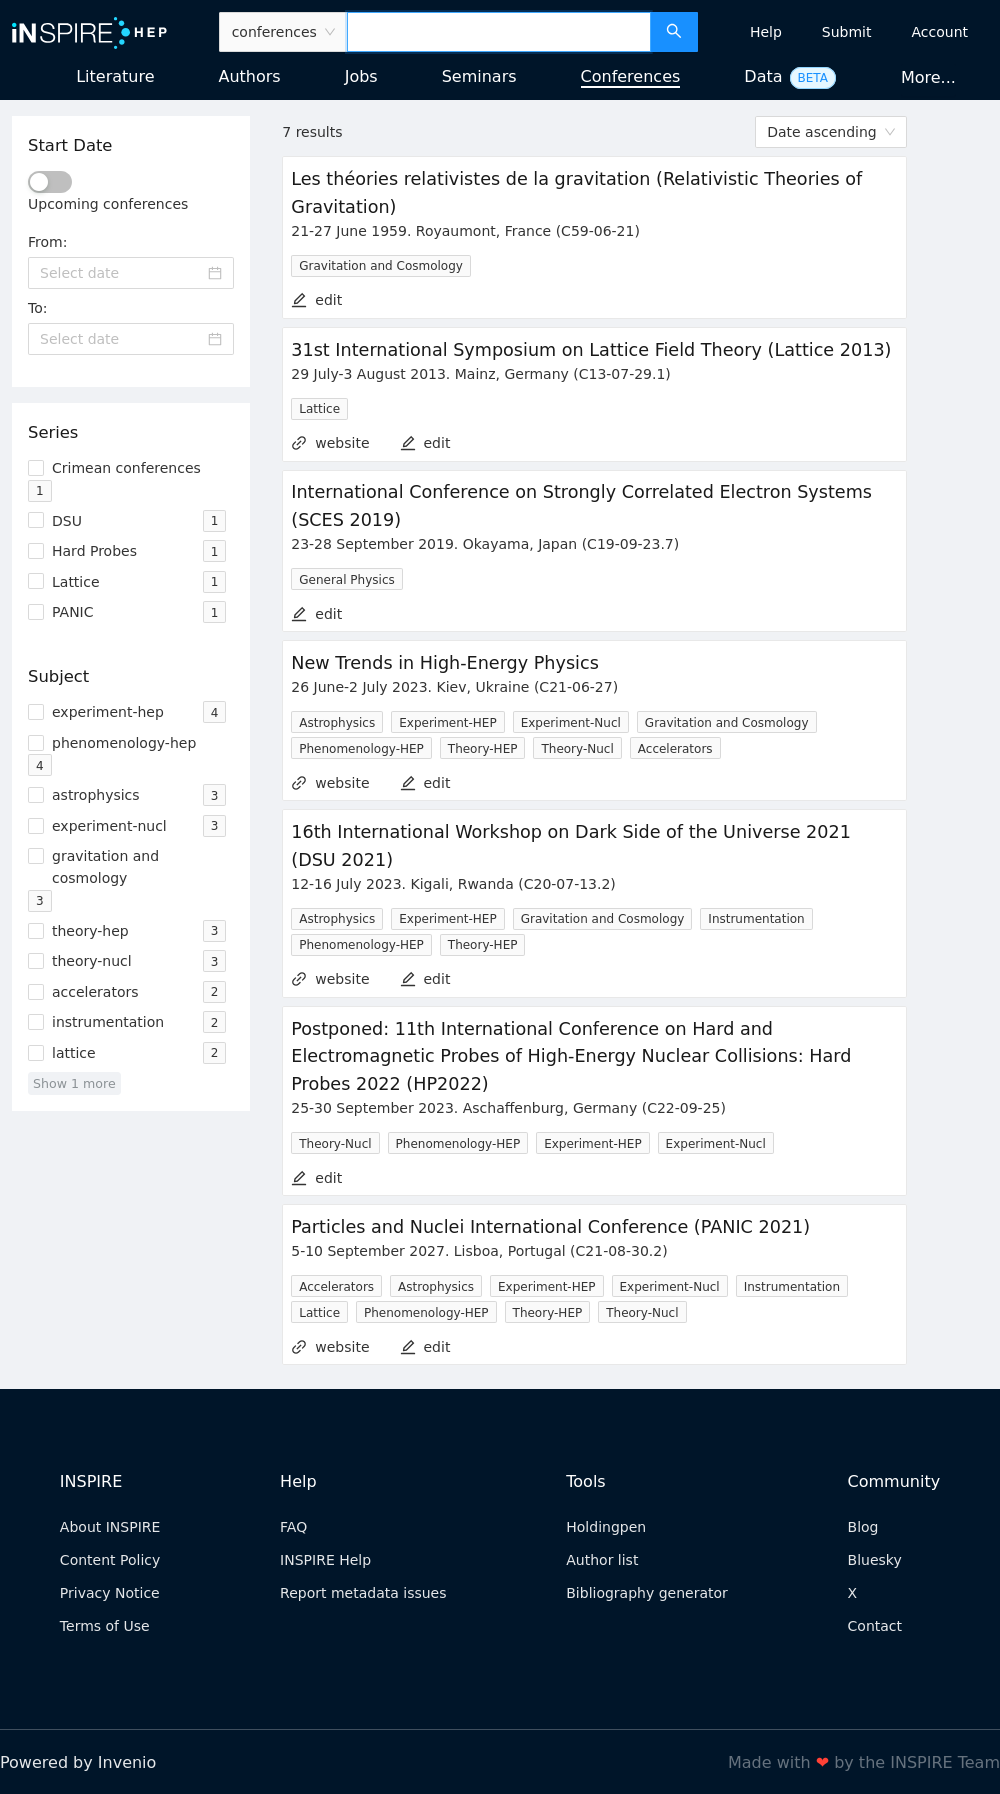 iNSPIRE HEP
conferences
Help Submit Account
Literature Authors Jobs Seminars Conferences Data BETA More...
Start Date
Upcoming conferences
From:
Select date
To:
Select date
Series
Crimean conferences
1
DSU 1
Hard Probes 1
Lattice 1
PANIC 1
Subject
experiment-hep 4
phenomenology-hep
4
astrophysics 3
experiment-nucl 3
gravitation and
cosmology
3
theory-hep 3
theory-nucl 3
accelerators 2
instrumentation 2
lattice 2
Show 1 more
7 results Date ascending
Les théories relativistes de la gravitation (Relativistic Theories of
Gravitation)
21-27 June 1959. Royaumont, France (C59-06-21)
Gravitation and Cosmology
edit
31st International Symposium on Lattice Field Theory (Lattice 2013)
29 July-3 August 2013. Mainz, Germany (C13-07-29.1)
Lattice
website edit
International Conference on Strongly Correlated Electron Systems
(SCES 2019)
23-28 September 2019. Okayama, Japan (C19-09-23.7)
General Physics
edit
New Trends in High-Energy Physics
26 June-2 July 2023. Kiev, Ukraine (C21-06-27)
Astrophysics Experiment-HEP Experiment-Nucl Gravitation and Cosmology
Phenomenology-HEP Theory-HEP Theory-Nucl Accelerators
website edit
16th International Workshop on Dark Side of the Universe 2021
(DSU 2021)
12-16 July 2023. Kigali, Rwanda (C20-07-13.2)
Astrophysics Experiment-HEP Gravitation and Cosmology Instrumentation
Phenomenology-HEP Theory-HEP
website edit
Postponed: 11th International Conference on Hard and
Electromagnetic Probes of High-Energy Nuclear Collisions: Hard
Probes 2022 (HP2022)
25-30 September 2023. Aschaffenburg, Germany (C22-09-25)
Theory-Nucl Phenomenology-HEP Experiment-HEP Experiment-Nucl
edit
Particles and Nuclei International Conference (PANIC 2021)
5-10 September 2027. Lisboa, Portugal (C21-08-30.2)
Accelerators Astrophysics Experiment-HEP Experiment-Nucl Instrumentation
Lattice Phenomenology-HEP Theory-HEP Theory-Nucl
website edit
INSPIRE
About INSPIRE
Content Policy
Privacy Notice
Terms of Use
Help
FAQ
INSPIRE Help
Report metadata issues
Tools
Holdingpen
Author list
Bibliography generator
Community
Blog
Bluesky
X
Contact
Powered by Invenio
Made with ❤ by the INSPIRE Team